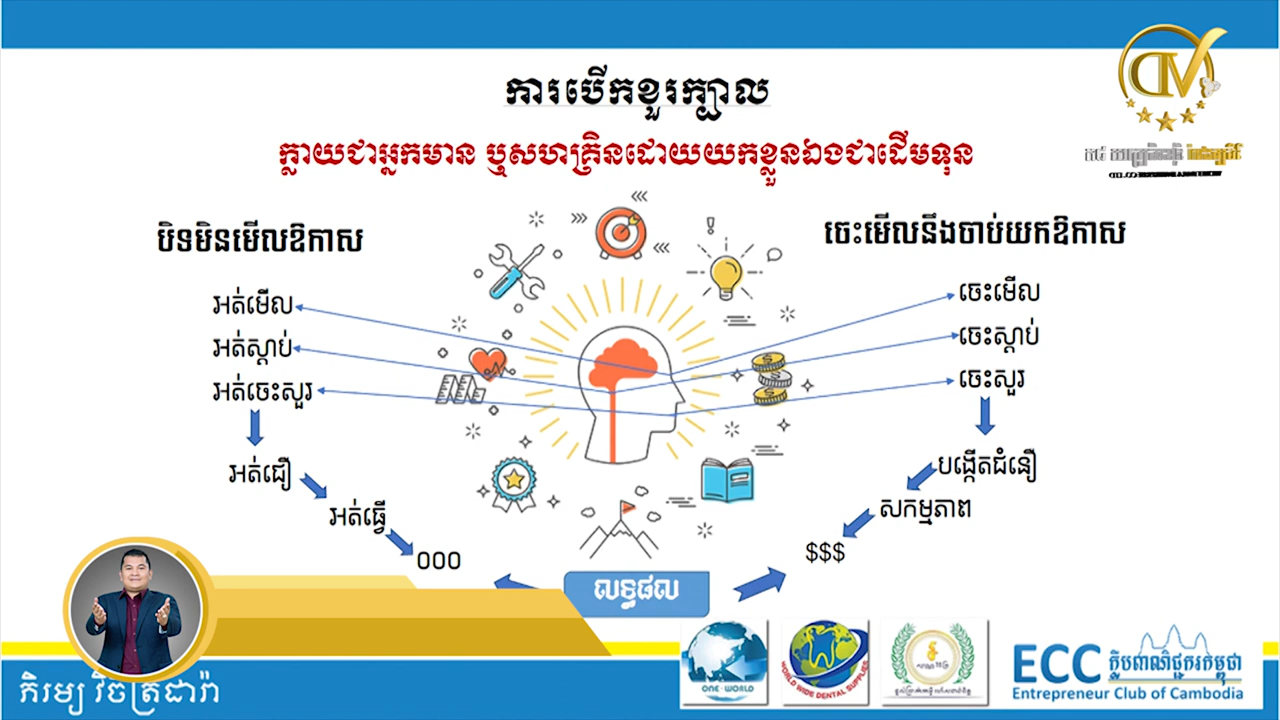 ការបើកខួរក្បាល
ក្លាយជាអ្នកមាន ឬសហគ្រិនដោយយកខ្លួនឯងជាដើមទុន
បិទមិនមើលឱកាស
ចេះមើលនឹងចាប់យកឱកាស
អត់មើល
ចេះមើល
អត់ស្តាប់
ចេះស្តាប់
អត់ចេះសួរ
ចេះសួរ
អត់ជឿ
បង្កើតជំនឿ
អត់ធ្វើ
សកម្មភាព
000
$$$
លទ្ធផល
ONE-WORLD
WORLD WIDE DENTAL SUPPLIES
ECC ក្លឹបពាណិជ្ជករកម្ពុជា
Entrepreneur Club of Cambodia
ភិរម្យ វិចិត្រដារ៉ា